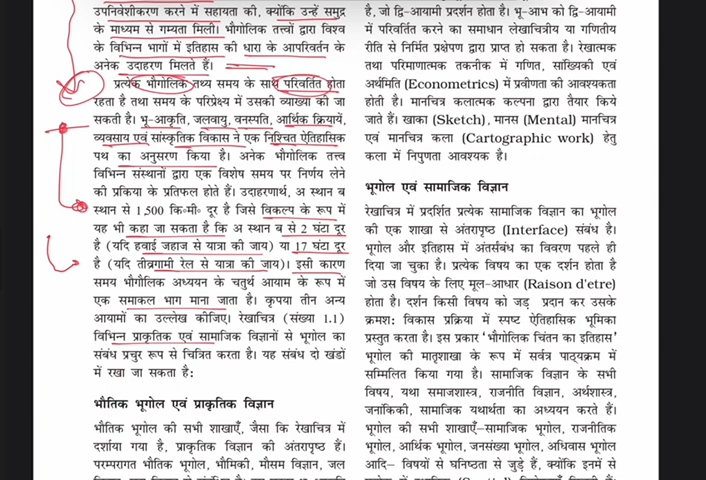 उपनिवेशीकरण करने में सहायता की, क्योंकि उन्हें समुद्र
के माध्यम से गम्यता मिली। भौगोलिक तत्त्वों द्वारा विश्व
के विभिन्न भागों में इतिहास की धारा के आपरिवर्तन के
अनेक उदाहरण मिलते हैं।
प्रत्येक भौगोलिक तथ्य समय के साथ परिवर्तित होता
रहता है तथा समय के परिप्रेक्ष्य में उसकी व्याख्या की जा
सकती है। भू-आकृति, जलवायु, वनस्पति, आर्थिक क्रियायें,
व्यवसाय एवं सांस्कृतिक विकास ने एक निश्चित ऐतिहासिक
पथ का अनुसरण किया है। अनेक भौगोलिक तत्त्व
विभिन्न संस्थानों द्वारा एक विशेष समय पर निर्णय लेने
की प्रकिया के प्रतिफल होते हैं। उदाहरणार्थ, अ स्थान ब
स्थान से 1,500 कि॰मी॰ दूर है जिसे विकल्प के रूप में
यह भी कहा जा सकता है कि अ स्थान ब से 2 घंटा दूर
है (यदि हवाई जहाज से यात्रा की जाय) या 17 घंटा दूर
है (यदि तीव्रगामी रेल से यात्रा की जाय)। इसी कारण
समय भौगौलिक अध्ययन के चतुर्थ आयाम के रूप में
एक समाकल भाग माना जाता है। कृपया तीन अन्य
आयामों का उल्लेख कीजिए। रेखाचित्र (संख्या 1.1)
विभिन्न प्राकृतिक एवं सामाजिक विज्ञानों से भूगोल का
संबंध प्रचुर रूप से चित्रित करता है। यह संबंध दो खंडों
में रखा जा सकता है:
भौतिक भूगोल एवं प्राकृतिक विज्ञान
भौतिक भूगोल की सभी शाखाएँ, जैसा कि रेखाचित्र में
दर्शाया गया है, प्राकृतिक विज्ञान की अंतरापृष्ठ हैं।
परम्परागत भौतिक भूगोल, भौमिकी, मौसम विज्ञान, जल
है, जो द्वि-आयामी प्रदर्शन होता है। भू-आभ को द्वि-आयामी
में परिवर्तित करने का समाधान लेखाचित्रीय या गणितीय
रीति से निर्मित प्रक्षेपण द्वारा प्राप्त हो सकता है। रेखात्मक
तथा परिमाणात्मक तकनीक में गणित, सांख्यिकी एवं
अर्थमिति (Econometrics) में प्रवीणता की आवश्यकता
होती है। मानचित्र कलात्मक कल्पना द्वारा तैयार किये
जाते हैं। खाका (Sketch), मानस (Mental) मानचित्र
एवं मानचित्र कला (Cartographic work) हेतु
कला में निपुणता आवश्यक है।
भूगोल एवं सामाजिक विज्ञान
रेखाचित्र में प्रदर्शित प्रत्येक सामाजिक विज्ञान का भूगोल
की एक शाखा से अंतरापृष्ठ (Interface) संबंध है।
भूगोल और इतिहास में अंतर्संबंध का विवरण पहले ही
दिया जा चुका है। प्रत्येक विषय का एक दर्शन होता है
जो उस विषय के लिए मूल-आधार (Raison d'etre)
होता है। दर्शन किसी विषय को जड़ प्रदान कर उसके
क्रमश: विकास प्रक्रिया में स्पष्ट ऐतिहासिक भूमिका
प्रस्तुत करता है। इस प्रकार 'भौगोलिक चिंतन का इतिहास'
भूगोल की मातृशाखा के रूप में सर्वत्र पाठ्यक्रम में
सम्मिलित किया गया है। सामाजिक विज्ञान के सभी
विषय, यथा समाजशास्त्र, राजनीति विज्ञान, अर्थशास्त्र,
जनांकिकी, सामाजिक यथार्थता का अध्ययन करते हैं।
भूगोल की सभी शाखाएँ–सामाजिक भूगोल, राजनीतिक
भूगोल, आर्थिक भूगोल, जनसंख्या भूगोल, अधिवास भूगोल
आदि– विषयों से घनिष्ठता से जुड़े हैं, क्योंकि इनमें से